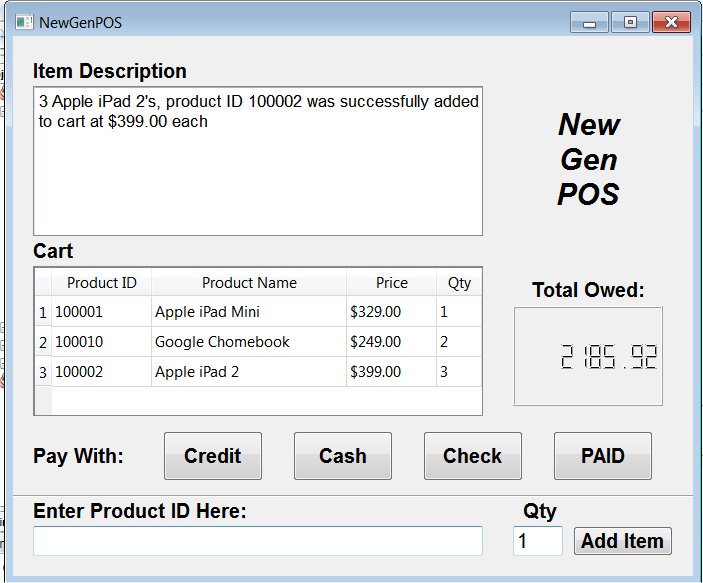 NewGenPOS
Item Description
3 Apple iPad 2's, product ID 100002 was successfully added
to cart at $399.00 each
New
Gen
POS
Cart
Product ID Product Name Price Qty
1 100001 Apple iPad Mini $329.00 1
2 100010 Google Chomebook $249.00 2
3 100002 Apple iPad 2 $399.00 3
Total Owed:
2185.92
Pay With: Credit Cash Check PAID
Enter Product ID Here: Qty
1 Add Item